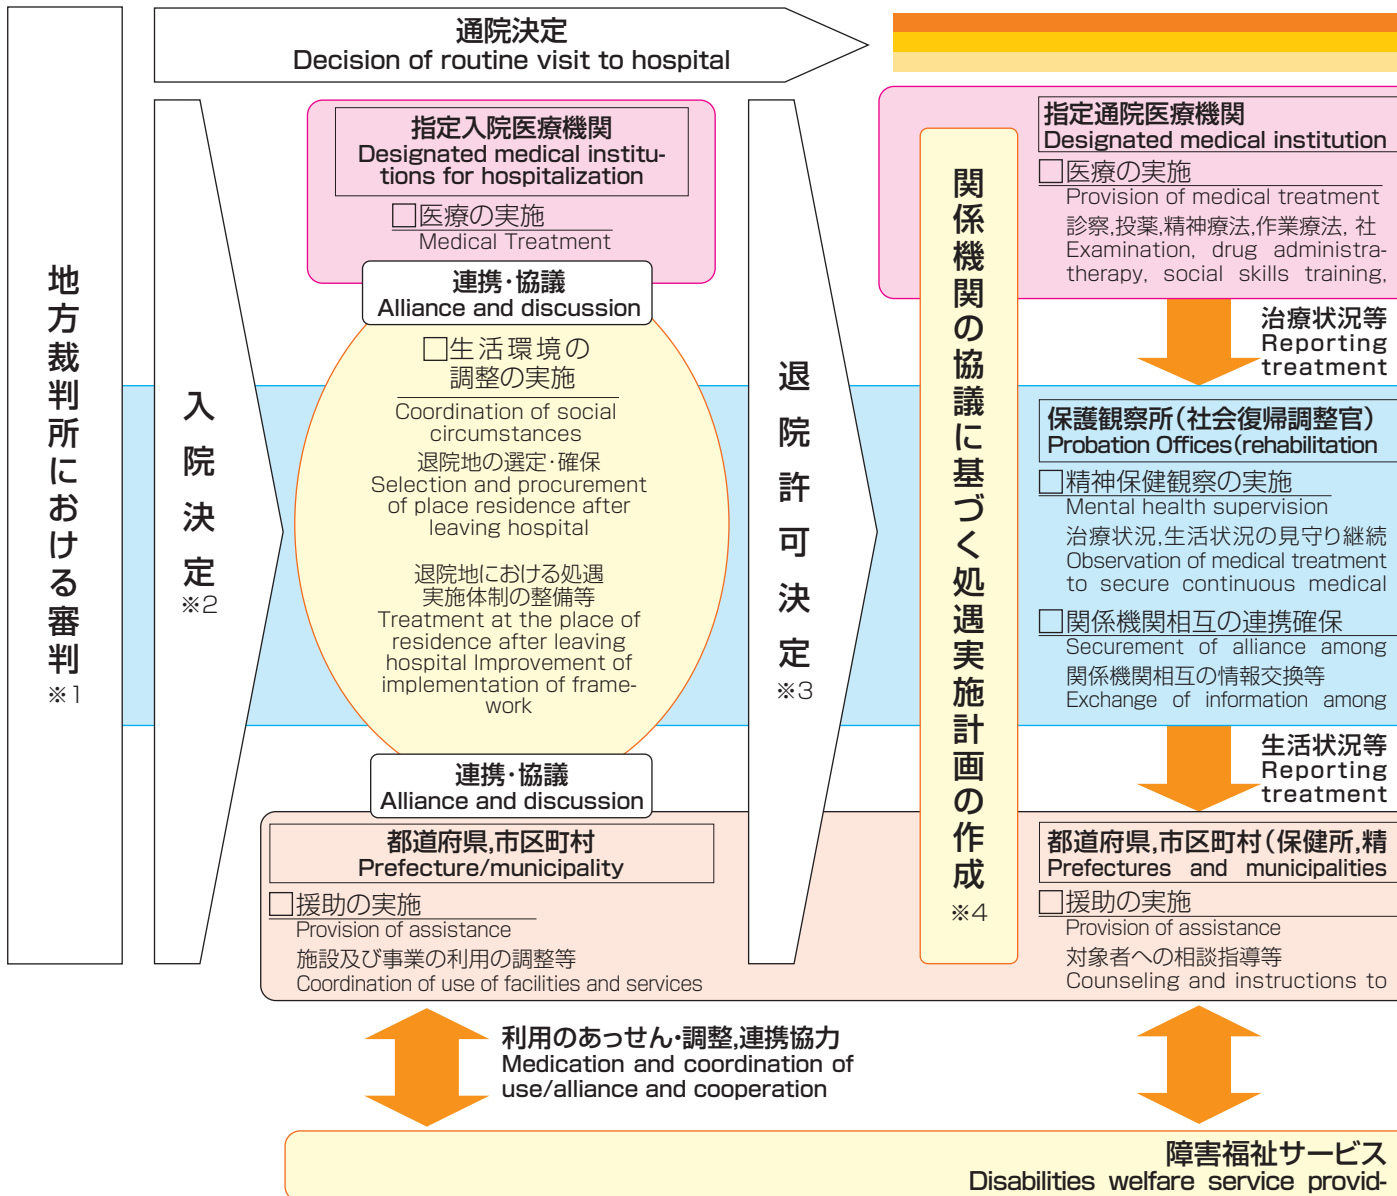 通院決定
Decision of routine visit to hospital
地方裁判所における審判
※1
入院決定
※2
指定入院医療機関
Designated medical institu-
tions for hospitalization
□医療の実施
Medical Treatment
連携・協議
Alliance and discussion
□生活環境の
調整の実施
Coordination of social
circumstances
退院地の選定・確保
Selection and procurement
of place residence after
leaving hospital
退院地における処遇
実施体制の整備等
Treatment at the place of
residence after leaving
hospital Improvement of
implementation of frame-
work
連携・協議
Alliance and discussion
都道府県,市区町村
Prefecture/municipality
□援助の実施
Provision of assistance
施設及び事業の利用の調整等
Coordination of use of facilities and services
退院許可決定
※3
関係機関の協議に基づく処遇実施計画の作成
※4
指定通院医療機関
Designated medical institution
□医療の実施
Provision of medical treatment
診察,投薬,精神療法,作業療法,社
Examination, drug administra-
therapy, social skills training,
治療状況等
Reporting
treatment
保護観察所(社会復帰調整官)
Probation Offices(rehabilitation
□精神保健観察の実施
Mental health supervision
治療状況,生活状況の見守り継続
Observation of medical treatment
to secure continuous medical
□関係機関相互の連携確保
Securement of alliance among
関係機関相互の情報交換等
Exchange of information among
生活状況等
Reporting
treatment
都道府県,市区町村(保健所,精
Prefectures and municipalities
□援助の実施
Provision of assistance
対象者への相談指導等
Counseling and instructions to
利用のあっせん・調整,連携協力
Medication and coordination of
use/alliance and cooperation
障害福祉サービス
Disabilities welfare service provid-